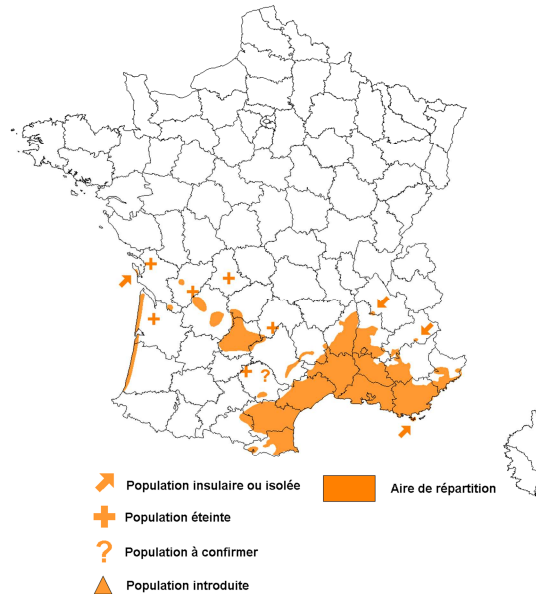 Population insulaire ou isolée
Aire de répartition
Population éteinte
?
?
Population à confirmer
Population introduite